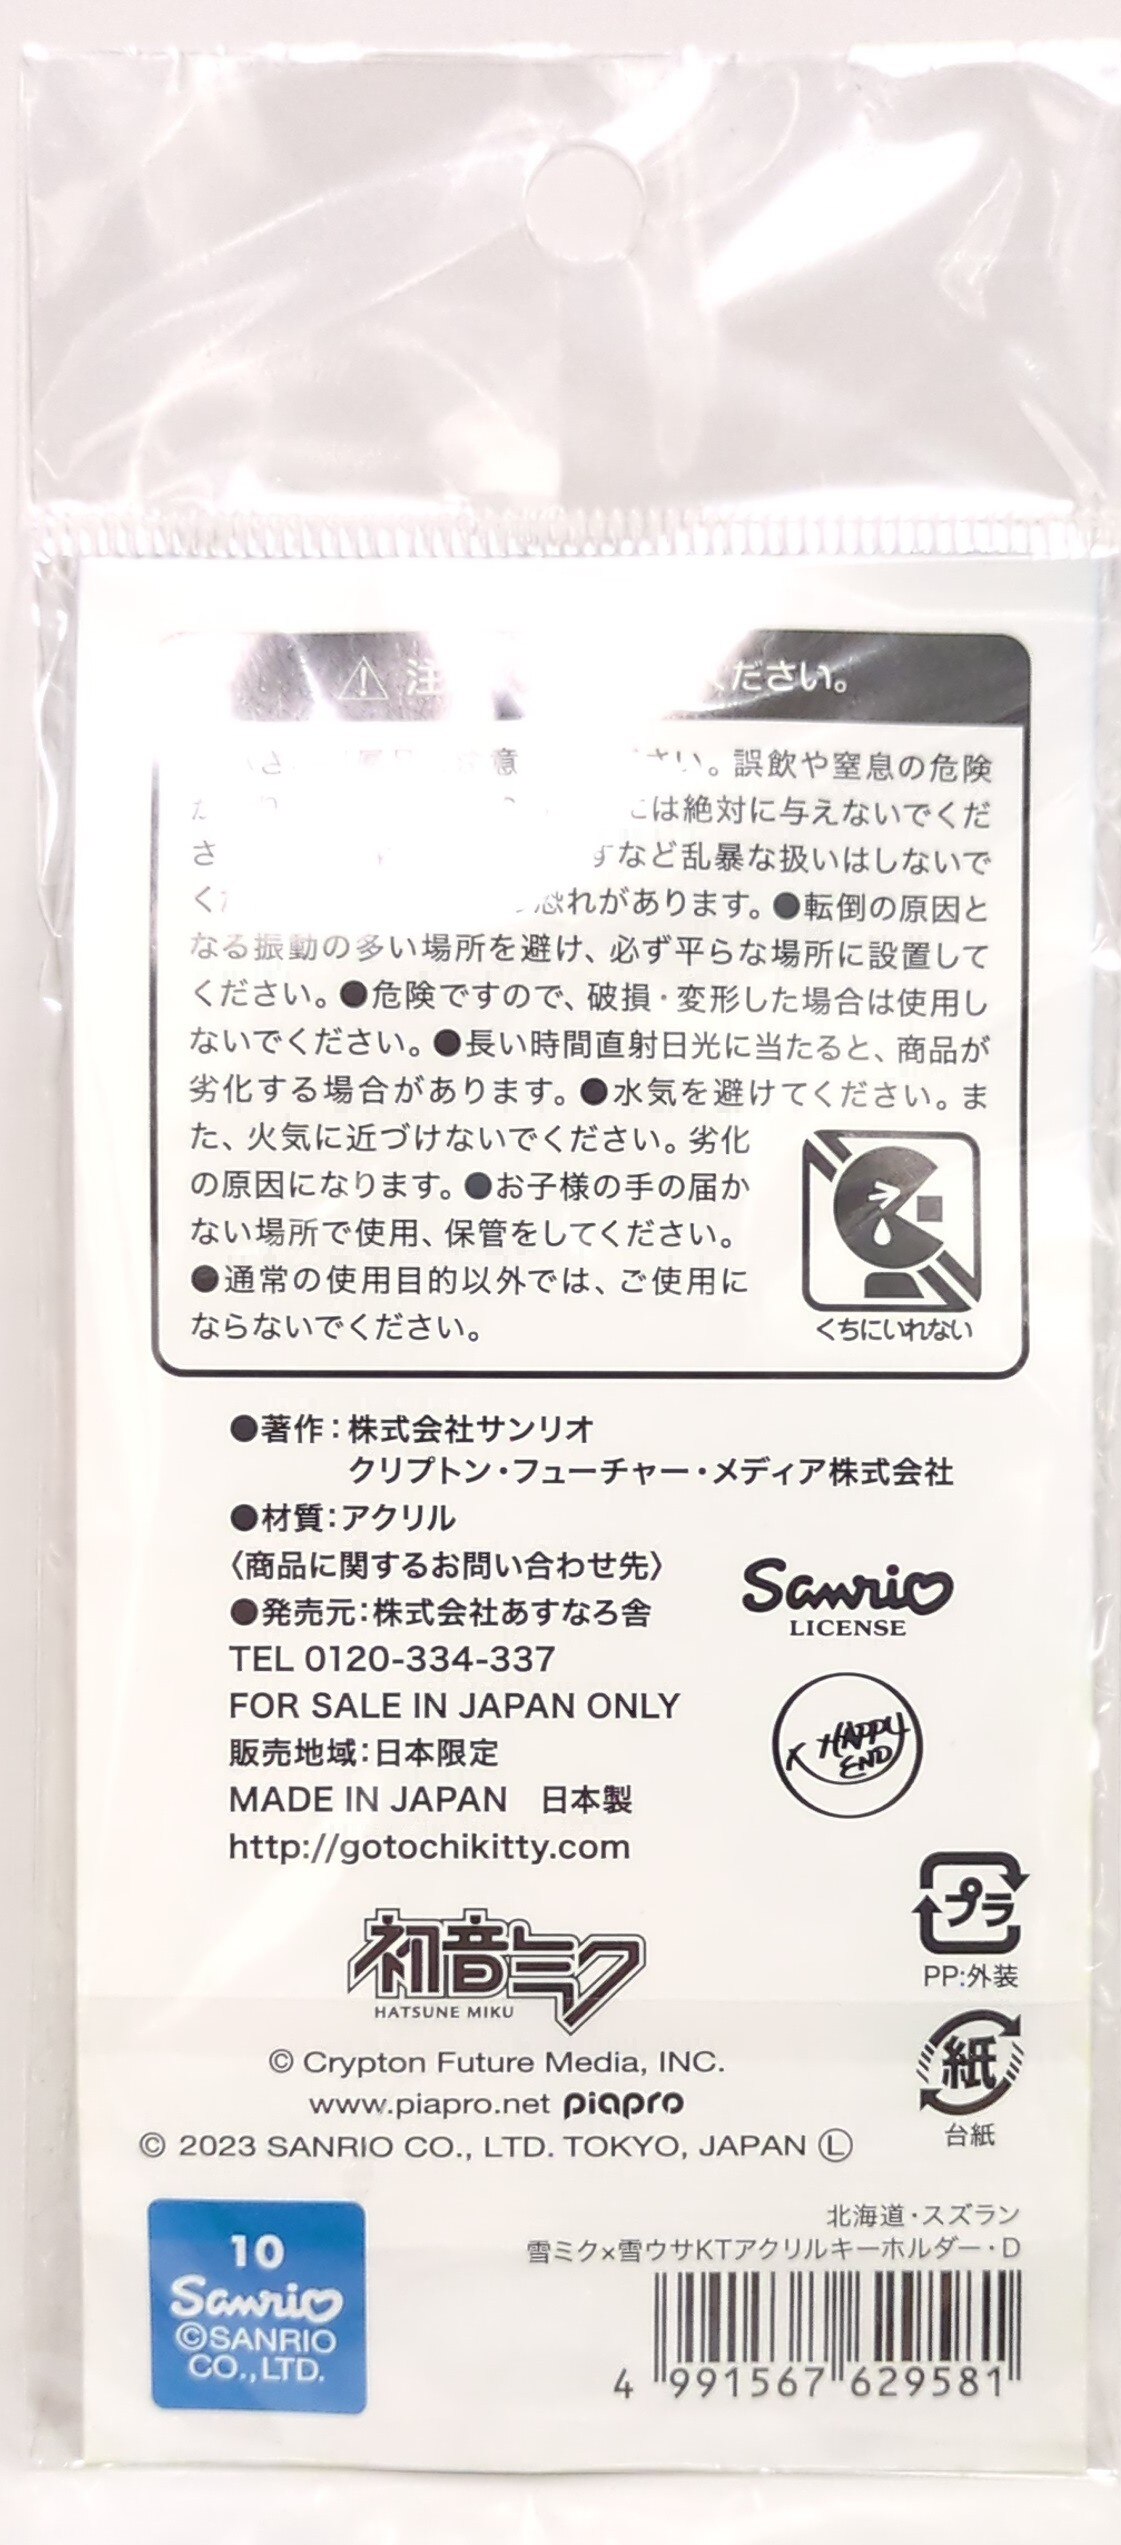 ください。
さい。誤飲や窒息の危険
には絶対に与えないでくだ
さ すなど乱暴な扱いはしないで
恐れがあります。●転倒の原因と
なる振動の多い場所を避け、必ず平らな場所に設置して
ください。●危険ですので、破損・変形した場合は使用し
ないでください。●長い時間直射日光に当たると、商品が
劣化する場合があります。●水気を避けてください。ま
た、火気に近づけないでください。劣化
の原因になります。●お子様の手の届か
ない場所で使用、保管をしてください。
●通常の使用目的以外では、ご使用に
ならないでください。
くちにいれない
●著作：株式会社サンリオ
クリプトン・フューチャー・メディア株式会社
●材質：アクリル
〈商品に関するお問い合わせ先〉
●発売元：株式会社あすなろ舎
TEL 0120-334-337
FOR SALE IN JAPAN ONLY
販売地域：日本限定
MADE IN JAPAN 日本製
http://gotochikitty.com
Sanrio
LICENSE
HAPPY
END
プラ
PP:外装
初音ミク
HATSUNE MIKU
© Crypton Future Media, INC.
www.piapro.net piapro
© 2023 SANRIO CO., LTD. TOKYO, JAPAN Ⓛ
紙
台紙
10
Sanrio
©SANRIO
CO.,LTD.
北海道・スズラン
雪ミク×雪ウサKTアクリルキーホルダー・D
4 991567 629581